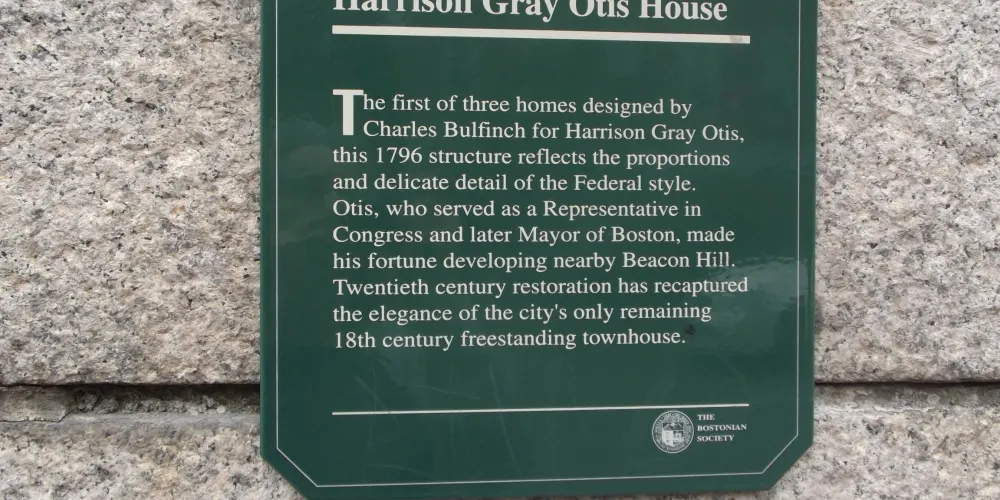 Harrison Gray Otis House
The first of three homes designed by
Charles Bulfinch for Harrison Gray Otis,
this 1796 structure reflects the proportions
and delicate detail of the Federal style.
Otis, who served as a Representative in
Congress and later Mayor of Boston, made
his fortune developing nearby Beacon Hill.
Twentieth century restoration has recaptured
the elegance of the city's only remaining
18th century freestanding townhouse.
THE
BOSTONIAN
SOCIETY